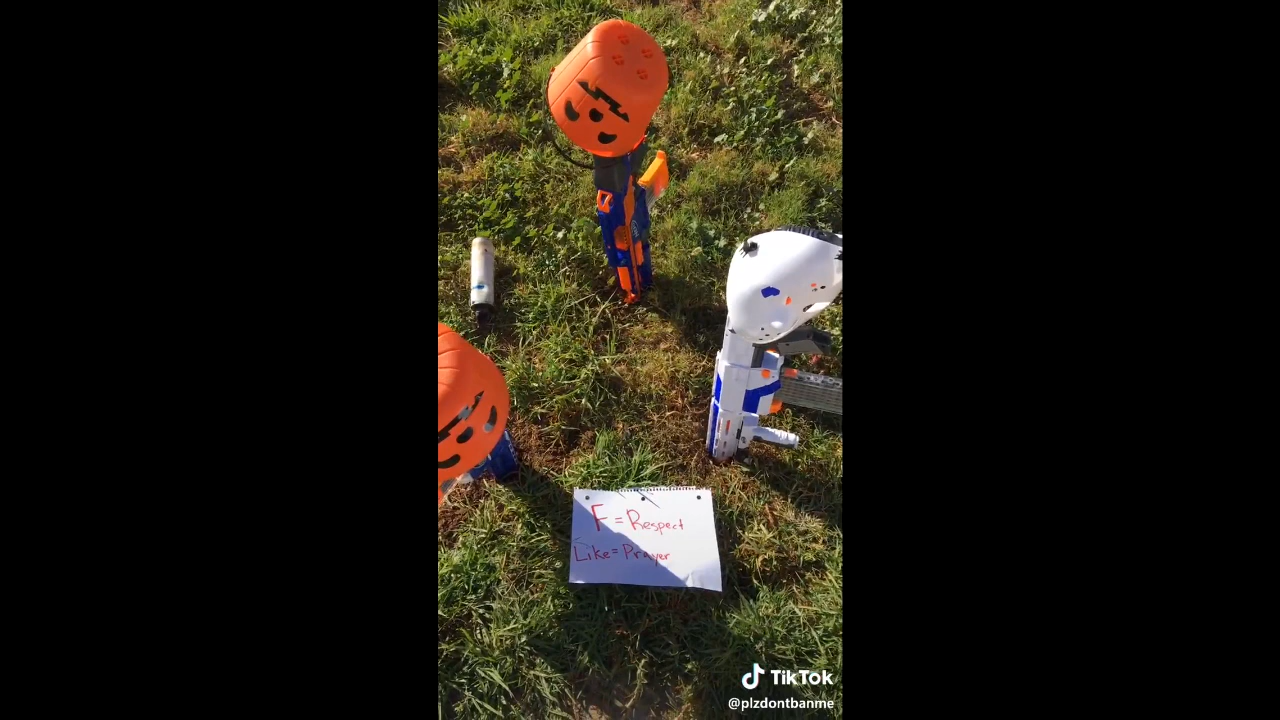 F = Respect
Like = Prayer
TikTok
@plzdontbanme